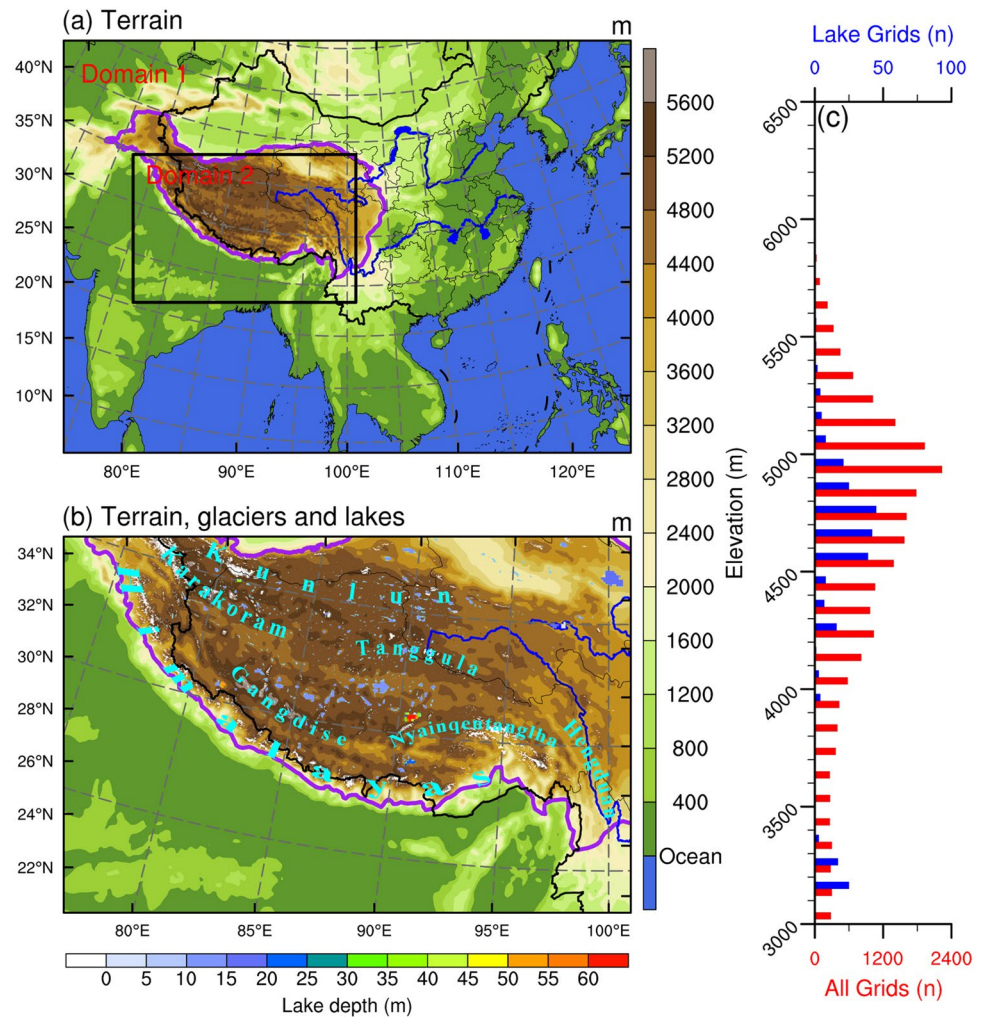 (a) Terrain
m
Domain 1
Domain 2
40°N
35°N
30°N
25°N
20°N
15°N
10°N
80°E
90°E
100°E
110°E
120°E
(b) Terrain, glaciers and lakes
m
34°N
32°N
30°N
28°N
26°N
24°N
22°N
80°E
85°E
90°E
95°E
100°E
Kunjun
Karakoram
Tanggula
Gangdise
Nyainqentanglha
Hengduan
Himalayas
5600
5200
4800
4400
4000
3600
3200
2800
2400
2000
1600
1200
800
400
Ocean
0
5
10
15
20
25
30
35
40
45
50
55
60
Lake depth (m)
Lake Grids (n)
0
50
100
(c)
Elevation (m)
6500
6000
5500
5000
4500
4000
3500
3000
0
1200
2400
All Grids (n)